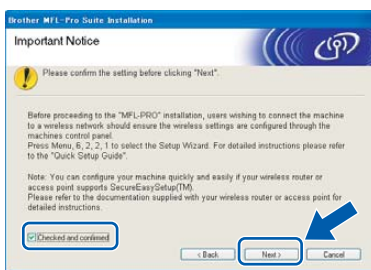 Brother MFL-Pro Suite Installation
Important Notice
Please confirm the setting before clicking "Next".
Before proceeding to the "MFL-PRO" installation, users wishing to connect the machine
to a wireless network should ensure the wireless settings are configured through the
machines control panel.
Press Menu, 6, 2, 2, 1 to select the Setup Wizard. For detailed instructions please refer
to the "Quick Setup Guide".
Note: You can configure your machine quickly and easily if your wireless router or
access point supports SecureEasySetup(TM).
Please refer to the documentation supplied with your wireless router or access point for
detailed instructions.
Checked and confirmed
< Back
Next >
Cancel